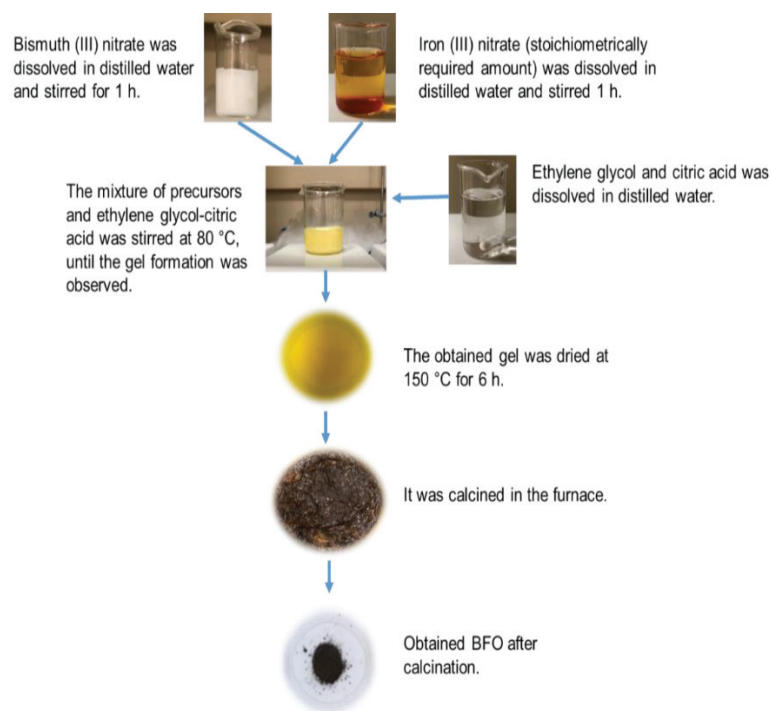 Bismuth (III) nitrate was
dissolved in distilled water
and stirred for 1 h.
Iron (III) nitrate (stoichiometrically
required amount) was dissolved in
distilled water and stirred 1 h.
The mixture of precursors
and ethylene glycol-citric
acid was stirred at 80 °C,
until the gel formation was
observed.
Ethylene glycol and citric acid was
dissolved in distilled water.
The obtained gel was dried at
150 °C for 6 h.
It was calcined in the furnace.
Obtained BFO after
calcination.